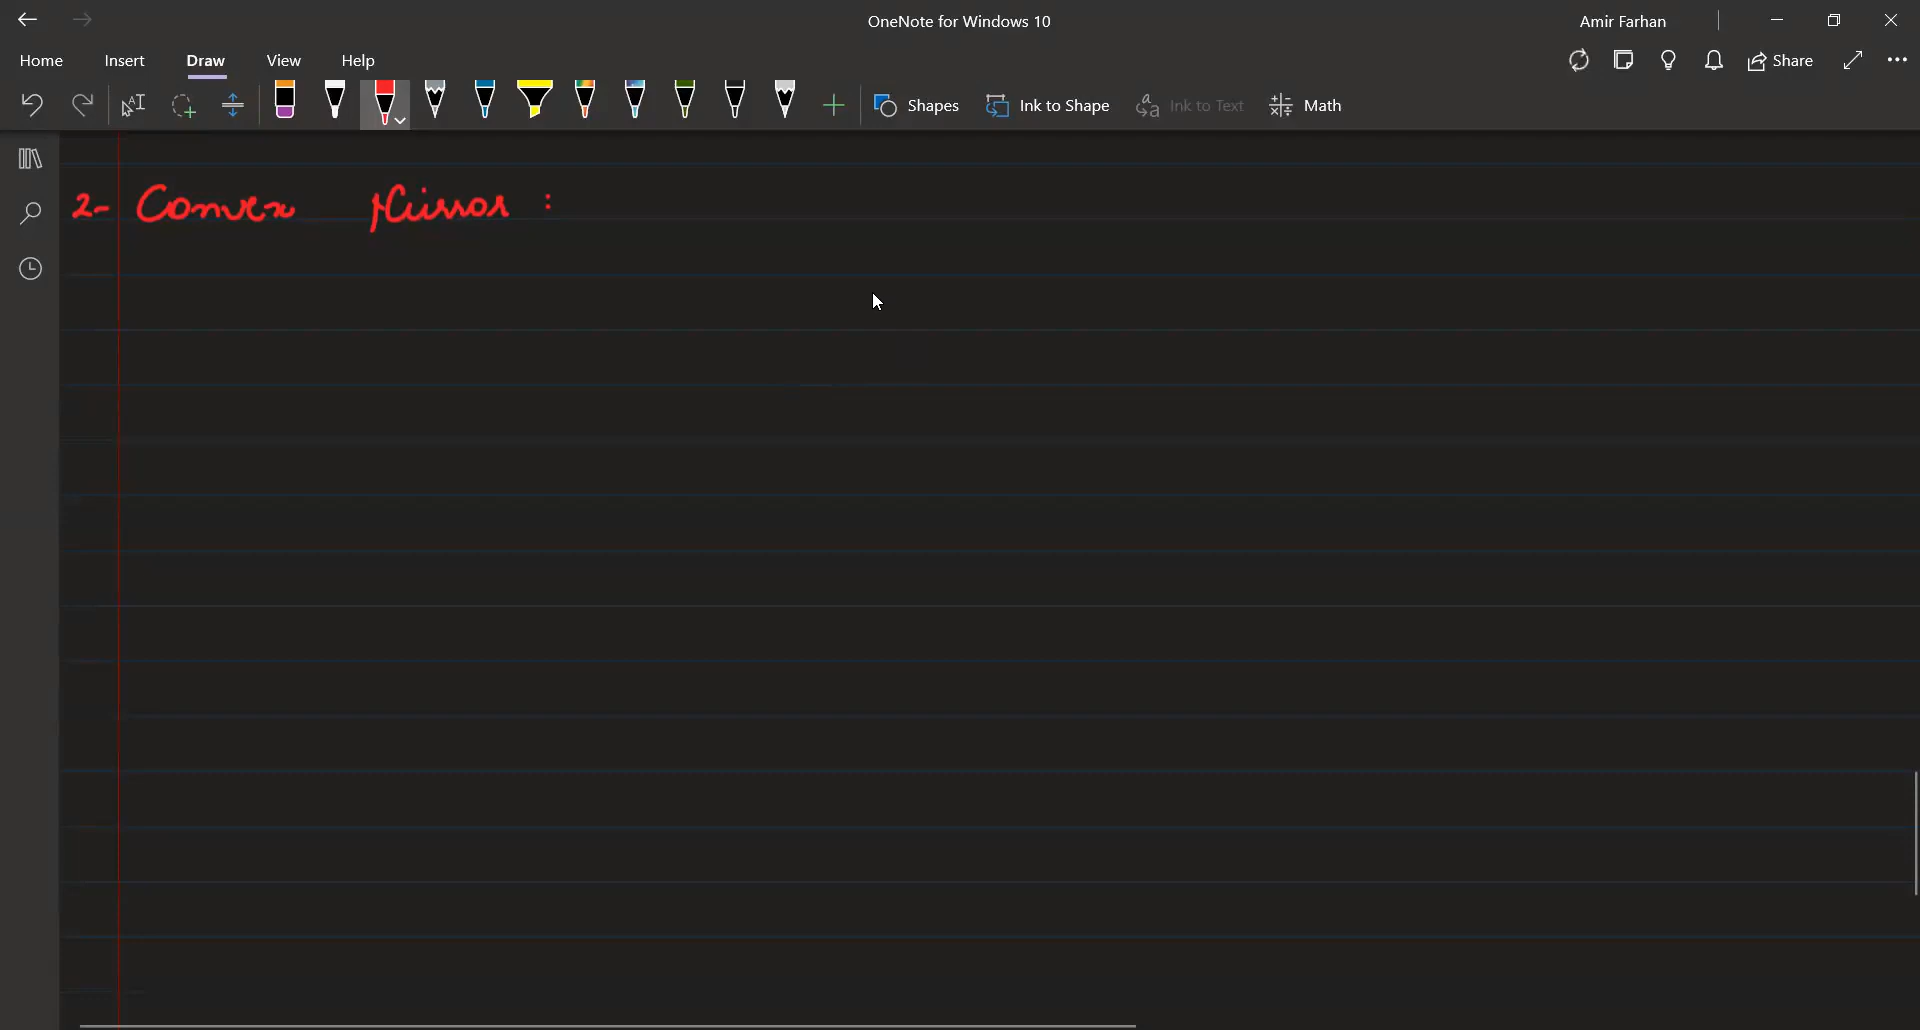 OneNote for Windows 10
Amir Farhan
Home Insert Draw View Help
Share
Shapes Ink to Shape Ink to Text Math
2- Convex Mirror :